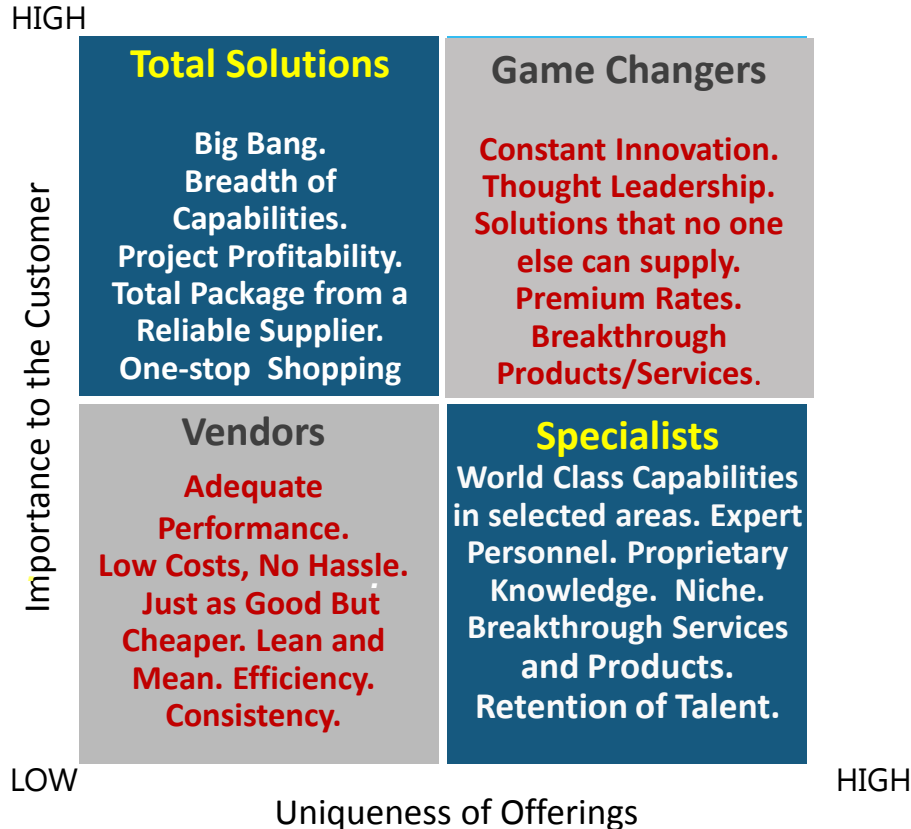 HIGH
Total Solutions
Big Bang.
Breadth of
Capabilities.
Project Profitability.
Total Package from a
Reliable Supplier.
One-stop  Shopping
Game Changers
Constant Innovation.
Thought Leadership.
Solutions that no one
else can supply.
Premium Rates.
Breakthrough
Products/Services.
Importance to the Customer
Vendors
Adequate
Performance.
Low Costs, No Hassle.
Just as Good But
Cheaper. Lean and
Mean. Efficiency.
Consistency.
Specialists
World Class Capabilities
in selected areas. Expert
Personnel. Proprietary
Knowledge.  Niche.
Breakthrough Services
and Products.
Retention of Talent.
LOW
HIGH
Uniqueness of Offerings